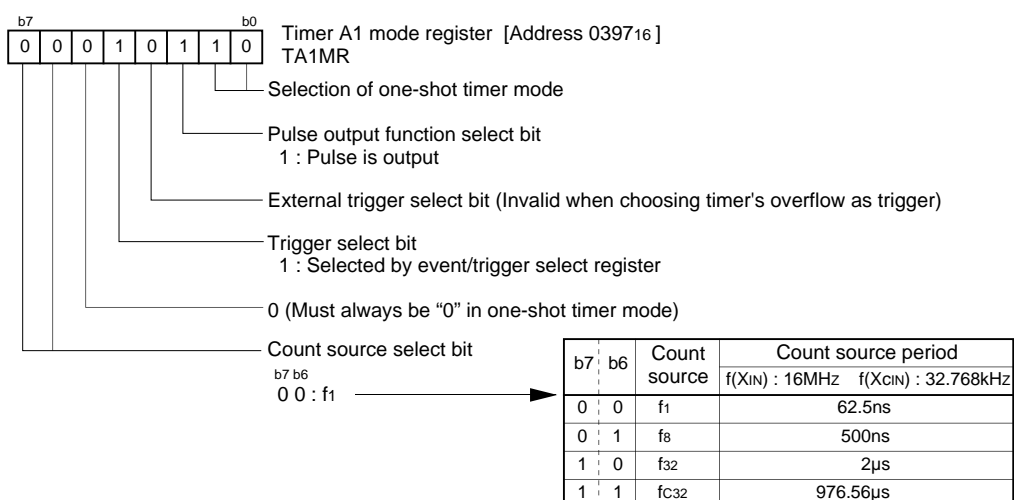 b7 b0
0 0 0 1 0 1 1 0
Timer A1 mode register [Address 039716 ]
TA1MR
Selection of one-shot timer mode
Pulse output function select bit
1 : Pulse is output
External trigger select bit (Invalid when choosing timer's overflow as trigger)
Trigger select bit
1 : Selected by event/trigger select register
0 (Must always be “0” in one-shot timer mode)
Count source select bit
b7 b6
0 0 : f1
b7 b6 Count source Count source period
f(XIN) : 16MHz f(XCIN) : 32.768kHz
0 0 f1 62.5ns
0 1 f8 500ns
1 0 f32 2µs
1 1 fC32 976.56µs